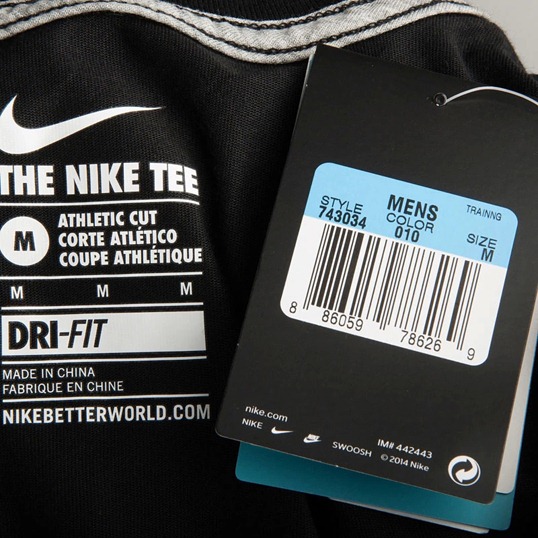 THE NIKE TEE
M
ATHLETIC CUT
CORTE ATLÉTICO
COUPE ATHLÉTIQUE
M M M
DRI-FIT
MADE IN CHINA
FABRIQUE EN CHINE
NIKEBETTERWORLD.COM
STYLE
743034
MENS
COLOR
010
TRAINNG
SIZE
M
8 86059 78626 9
nike.com
NIKE
SWOOSH
IM# 442443
© 2014 Nike